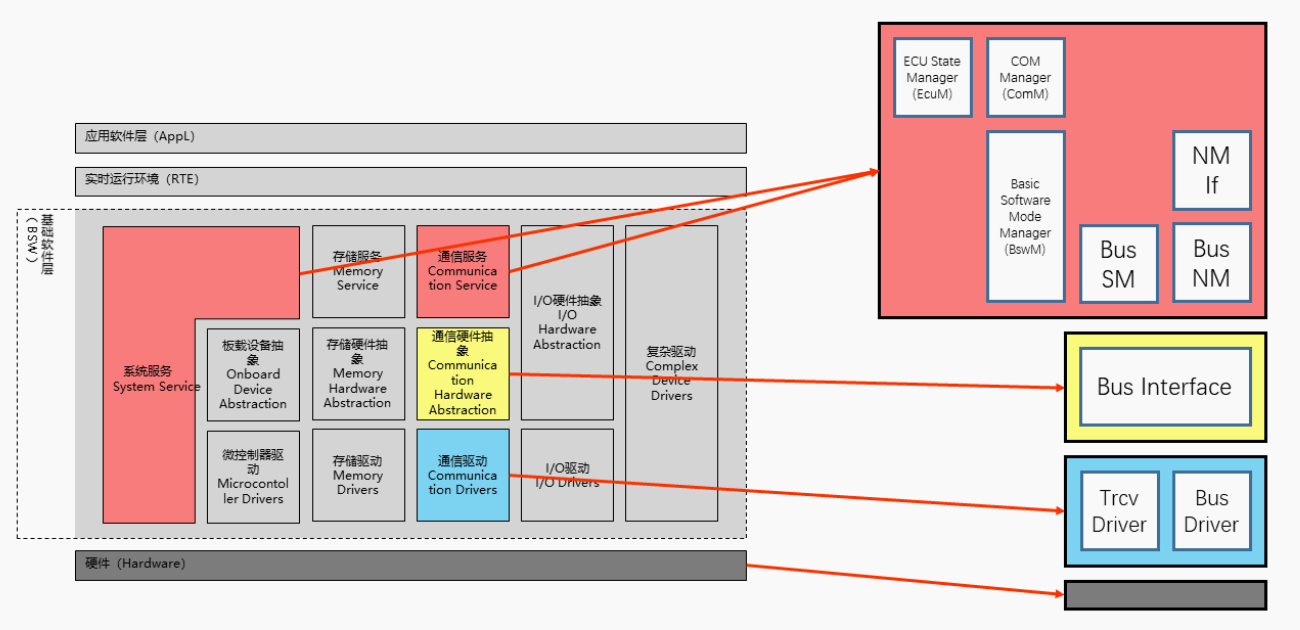 应用软件层（AppL）
实时运行环境（RTE）
基础软件层
（BSW）
系统服务
System Service
存储服务
Memory
Service
通信服务
Communica
tion Service
I/O硬件抽象
I/O
Hardware
Abstraction
复杂驱动
Complex
Device
Drivers
板载设备抽
象
Onboard
Device
Abstraction
存储硬件抽
象
Memory
Hardware
Abstraction
通信硬件抽
象
Communica
tion
Hardware
Abstraction
微控制器驱
动
Microcontol
ler Drivers
存储驱动
Memory
Drivers
通信驱动
Communica
tion Drivers
I/O驱动
I/O Drivers
硬件（Hardware）
ECU State
Manager
(EcuM)
COM
Manager
(ComM)
Basic
Software
Mode
Manager
(BswM)
NM
If
Bus
SM
Bus
NM
Bus Interface
Trcv
Driver
Bus
Driver